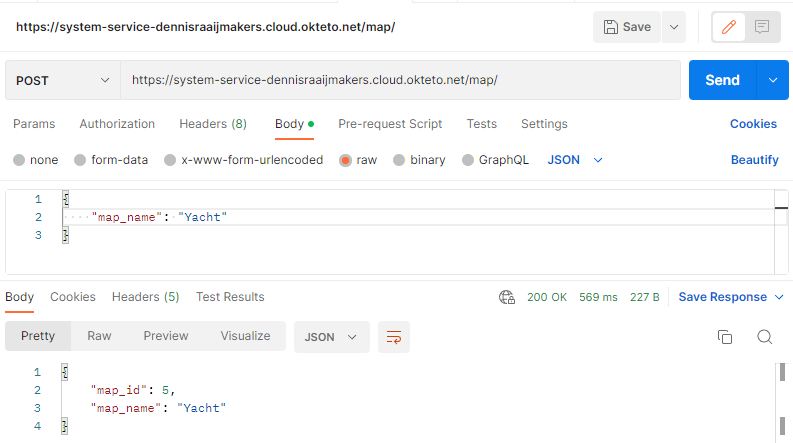 https://system-service-dennisraaijmakers.cloud.okteto.net/map/ Save
POST https://system-service-dennisraaijmakers.cloud.okteto.net/map/ Send
Params Authorization Headers (8) Body Pre-request Script Tests Settings Cookies
none form-data x-www-form-urlencoded raw binary GraphQL JSON Beautify
1 {
2 "map_name": "Yacht"
3 }
Body Cookies Headers (5) Test Results 200 OK 569 ms 227 B Save Response
Pretty Raw Preview Visualize JSON
1 {
2 "map_id": 5,
3 "map_name": "Yacht"
4 }